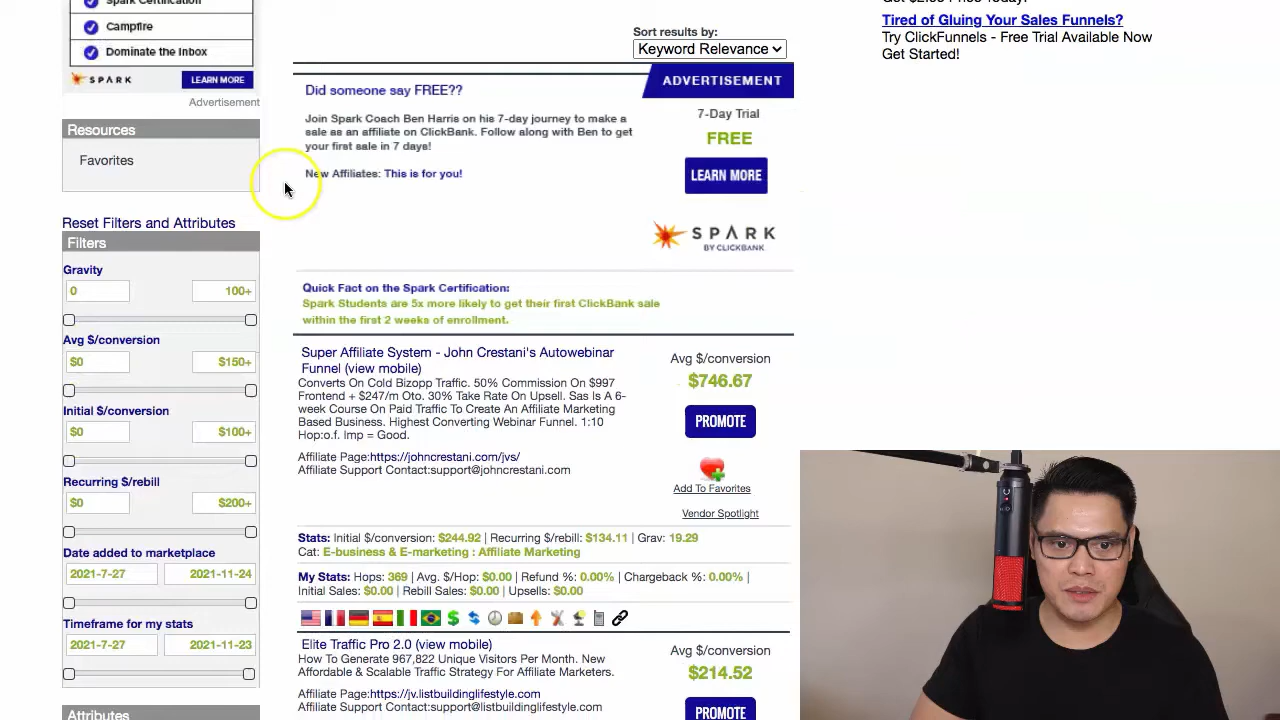 Spark Certification
Campfire
Dominate the Inbox
SPARK
LEARN MORE
Advertisement
Resources
Favorites
Reset Filters and Attributes
Filters
Gravity
0 100+
Avg $/conversion
$0 $150+
Initial $/conversion
$0 $100+
Recurring $/rebill
$0 $200+
Date added to marketplace
2021-7-27 2021-11-24
Timeframe for my stats
2021-7-27 2021-11-23
Attributes
Sort results by:
Keyword Relevance
ADVERTISEMENT
Did someone say FREE??
Join Spark Coach Ben Harris on his 7-day journey to make a
sale as an affiliate on ClickBank. Follow along with Ben to get
your first sale in 7 days!
New Affiliates: This is for you!
7-Day Trial
FREE
LEARN MORE
SPARK
BY CLICKBANK
Quick Fact on the Spark Certification:
Spark Students are 5x more likely to get their first ClickBank sale
within the first 2 weeks of enrollment.
Super Affiliate System - John Crestani's Autowebinar
Funnel (view mobile)
Converts On Cold Bizopp Traffic. 50% Commission On $997
Frontend + $247/m Oto. 30% Take Rate On Upsell. Sas Is A 6-
week Course On Paid Traffic To Create An Affiliate Marketing
Based Business. Highest Converting Webinar Funnel. 1:10
Hop:o.f. Imp = Good.
Affiliate Page:https://johncrestani.com/jvs/
Affiliate Support Contact:support@johncrestani.com
Avg $/conversion
$746.67
PROMOTE
Add To Favorites
Vendor Spotlight
Stats: Initial $/conversion: $244.92 | Recurring $/rebill: $134.11 | Grav: 19.29
Cat: E-business & E-marketing : Affiliate Marketing
My Stats: Hops: 369 | Avg. $/Hop: $0.00 | Refund %: 0.00% | Chargeback %: 0.00% |
Initial Sales: $0.00 | Rebill Sales: $0.00 | Upsells: $0.00
Elite Traffic Pro 2.0 (view mobile)
How To Generate 967,822 Unique Visitors Per Month. New
Affordable & Scalable Traffic Strategy For Affiliate Marketers.
Affiliate Page:https://jv.listbuildinglifestyle.com
Affiliate Support Contact:support@listbuildinglifestyle.com
Avg $/conversion
$214.52
PROMOTE
Tired of Gluing Your Sales Funnels?
Try ClickFunnels - Free Trial Available Now
Get Started!